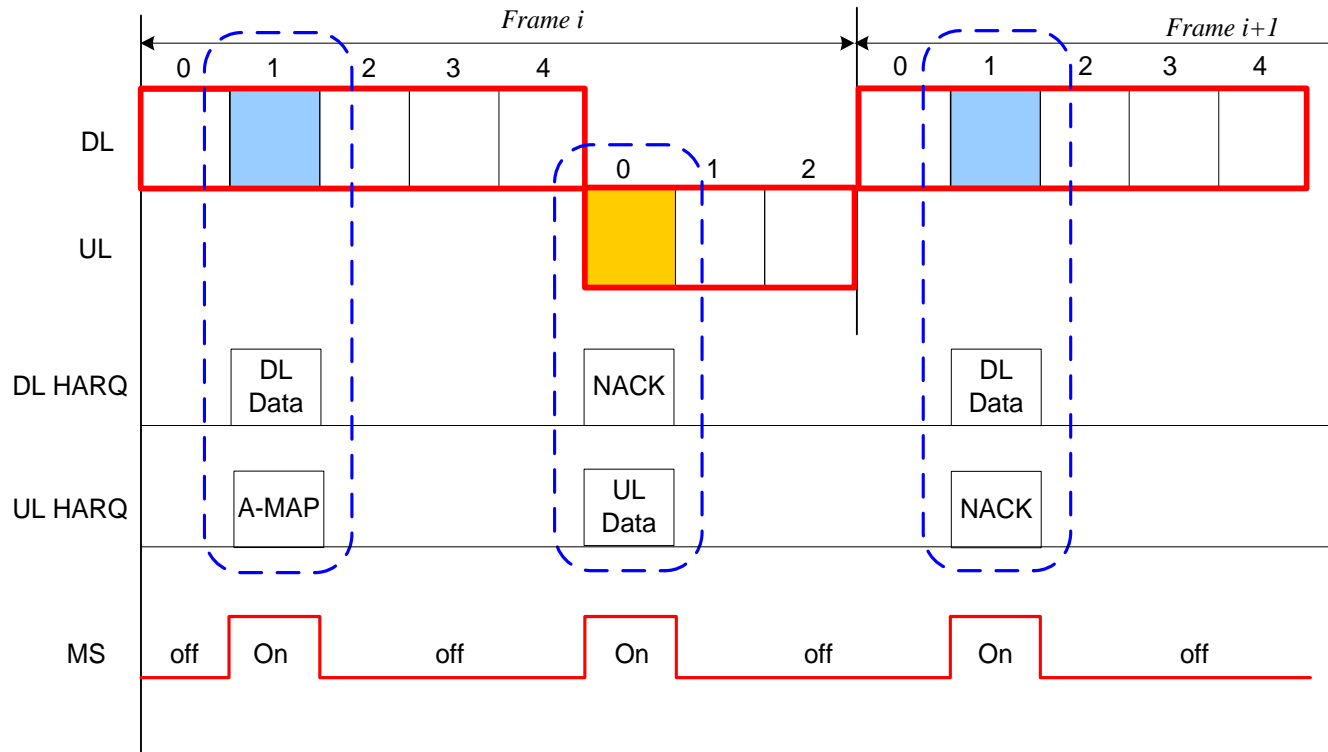 Frame i
Frame i+1
0 1 2 3 4
0 1 2 3 4
DL
0 1 2
UL
DL HARQ
DL
Data
NACK
DL
Data
UL HARQ
A-MAP
UL
Data
NACK
MS
off On off On off On off